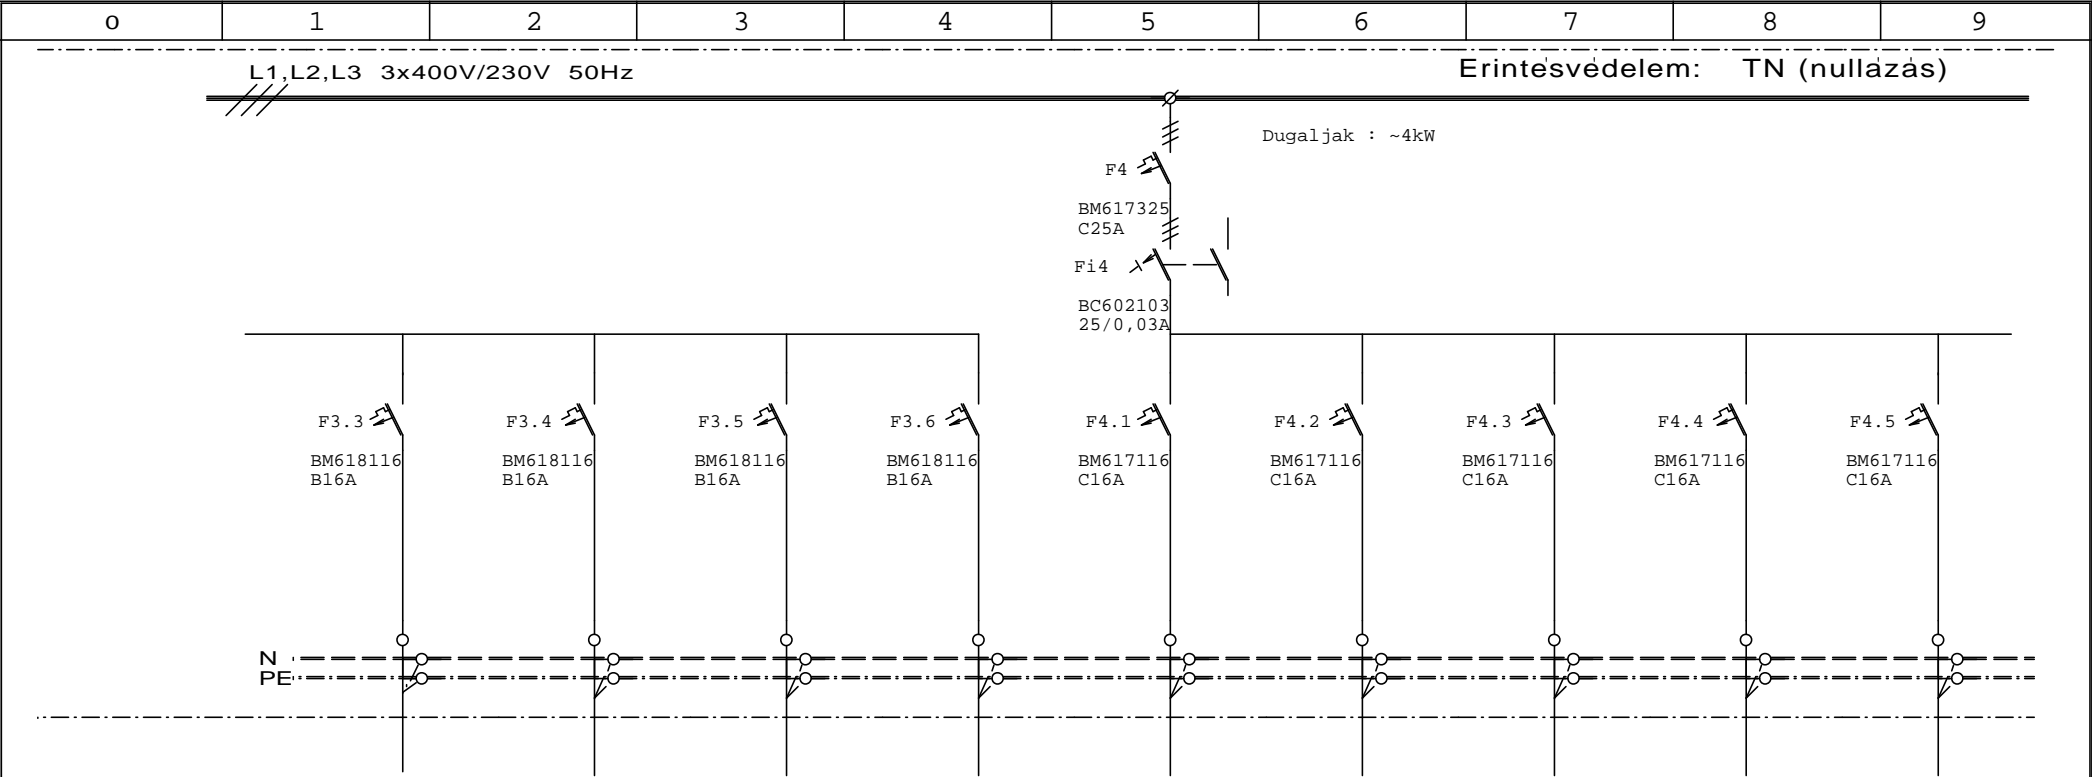 o 1 2 3 4 5 6 7 8 9
L1,L2,L3 3x400V/230V 50Hz
Erintésvédelem: TN (nullázás)
Dugaljak : ~4kW
F4
BM617325
C25A
Fi4
BC602103
25/0,03A
F3.3 F3.4 F3.5 F3.6 F4.1 F4.2 F4.3 F4.4 F4.5
BM618116 BM618116 BM618116 BM618116 BM617116 BM617116 BM617116 BM617116 BM617116
B16A B16A B16A B16A C16A C16A C16A C16A C16A
N
PE